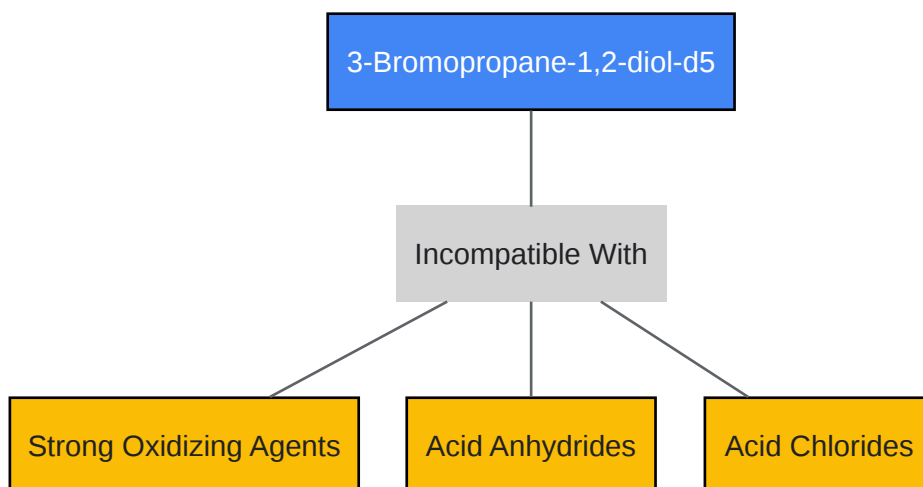 3-Bromopropane-1,2-diol-d5
Incompatible With
Strong Oxidizing Agents
Acid Anhydrides
Acid Chlorides